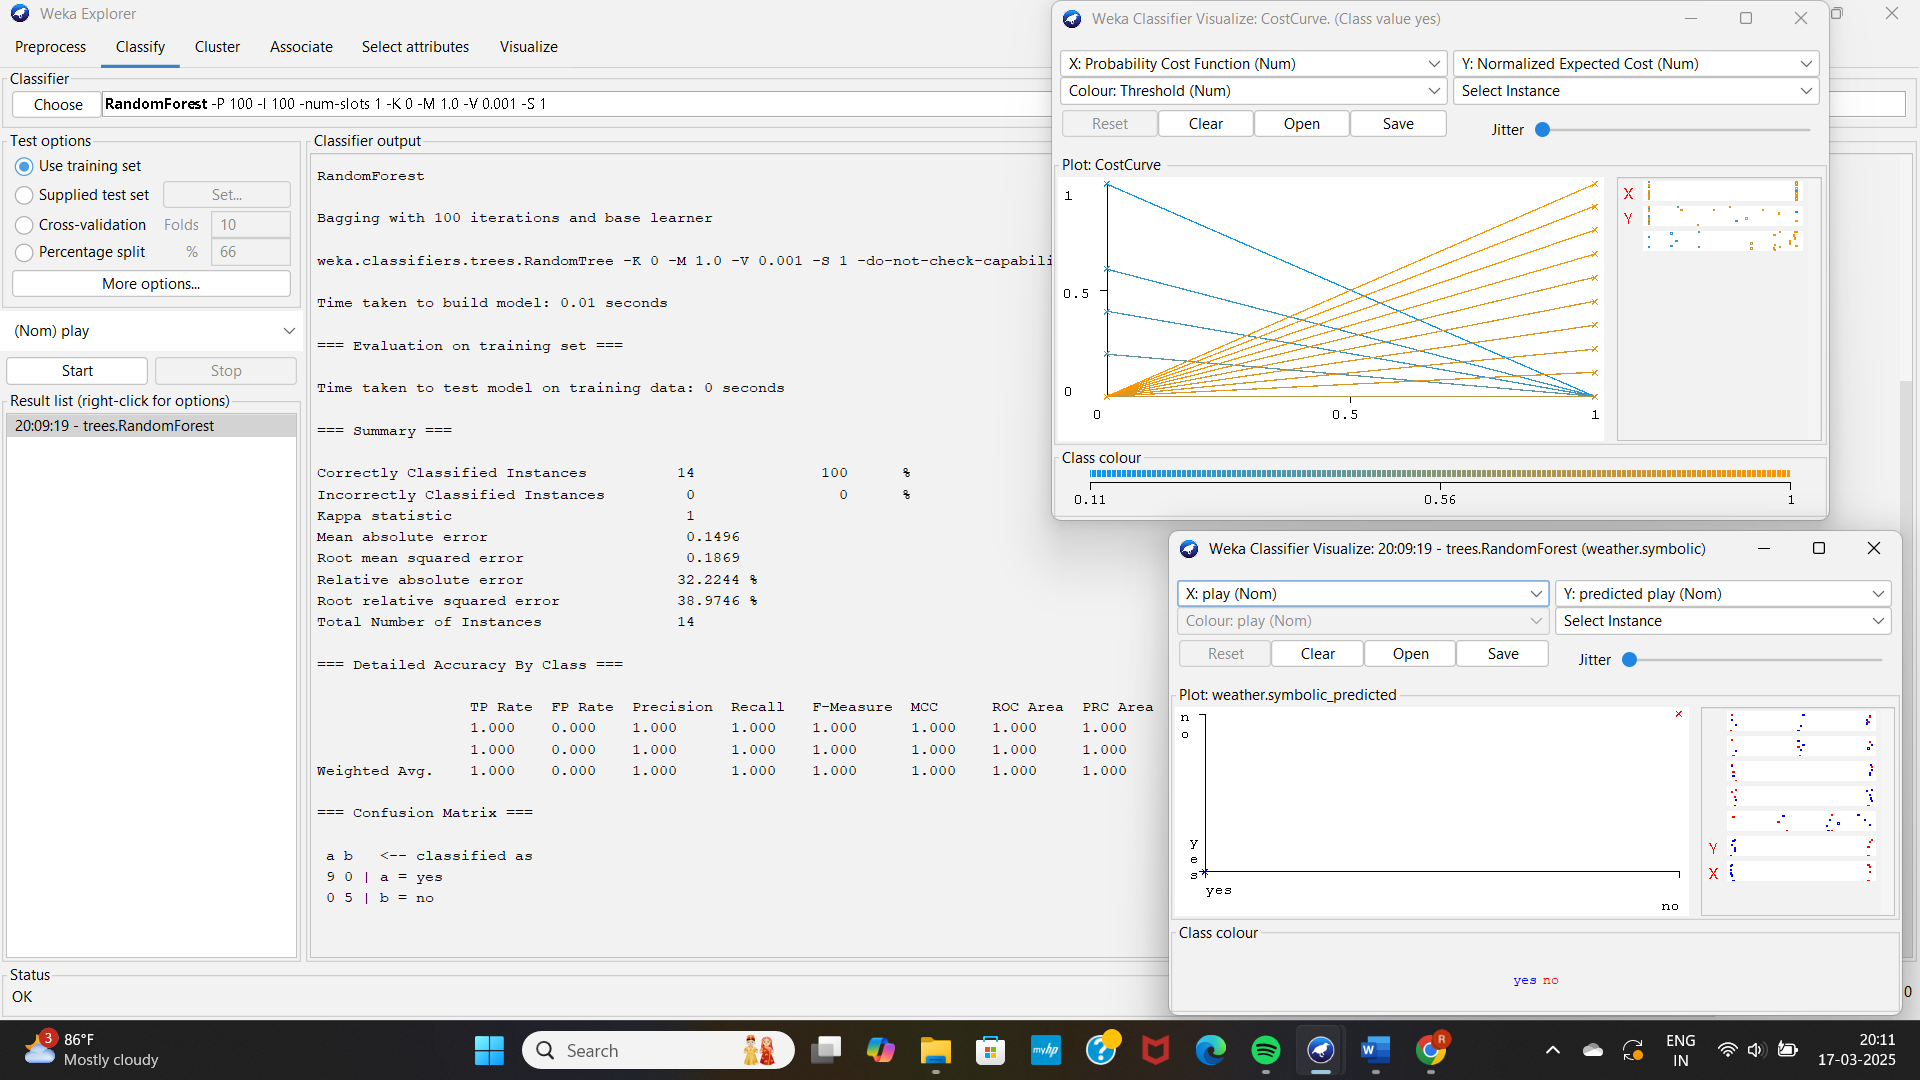 Weka Explorer
Preprocess Classify Cluster Associate Select attributes Visualize
Classifier
Choose RandomForest -P 100 -I 100 -num-slots 1 -K 0 -M 1.0 -V 0.001 -S 1
Test options
Use training set
Supplied test set Set...
Cross-validation Folds 10
Percentage split % 66
More options...
(Nom) play
Start Stop
Result list (right-click for options)
20:09:19 - trees.RandomForest
Classifier output
RandomForest
Bagging with 100 iterations and base learner
weka.classifiers.trees.RandomTree -K 0 -M 1.0 -V 0.001 -S 1 -do-not-check-capabili
Time taken to build model: 0.01 seconds
=== Evaluation on training set ===
Time taken to test model on training data: 0 seconds
=== Summary ===
Correctly Classified Instances 14 100 %
Incorrectly Classified Instances 0 0 %
Kappa statistic 1
Mean absolute error 0.1496
Root mean squared error 0.1869
Relative absolute error 32.2244 %
Root relative squared error 38.9746 %
Total Number of Instances 14
=== Detailed Accuracy By Class ===
TP Rate FP Rate Precision Recall F-Measure MCC ROC Area PRC Area
1.000 0.000 1.000 1.000 1.000 1.000 1.000 1.000
1.000 0.000 1.000 1.000 1.000 1.000 1.000 1.000
Weighted Avg. 1.000 0.000 1.000 1.000 1.000 1.000 1.000 1.000
=== Confusion Matrix ===
a b <-- classified as
9 0 | a = yes
0 5 | b = no
Status
OK
Weka Classifier Visualize: CostCurve. (Class value yes)
X: Probability Cost Function (Num) Y: Normalized Expected Cost (Num)
Colour: Threshold (Num) Select Instance
Reset Clear Open Save Jitter
Plot: CostCurve
1
0.5
0
0 0.5 1
X
Y
Class colour
0.11 0.56 1
Weka Classifier Visualize: 20:09:19 - trees.RandomForest (weather.symbolic)
X: play (Nom) Y: predicted play (Nom)
Colour: play (Nom) Select Instance
Reset Clear Open Save Jitter
Plot: weather.symbolic_predicted
no
yes
yes no
Y
X
Class colour
yes no
0
3
86°F
Mostly cloudy
Search
myhp
R
ENG
IN
20:11
17-03-2025